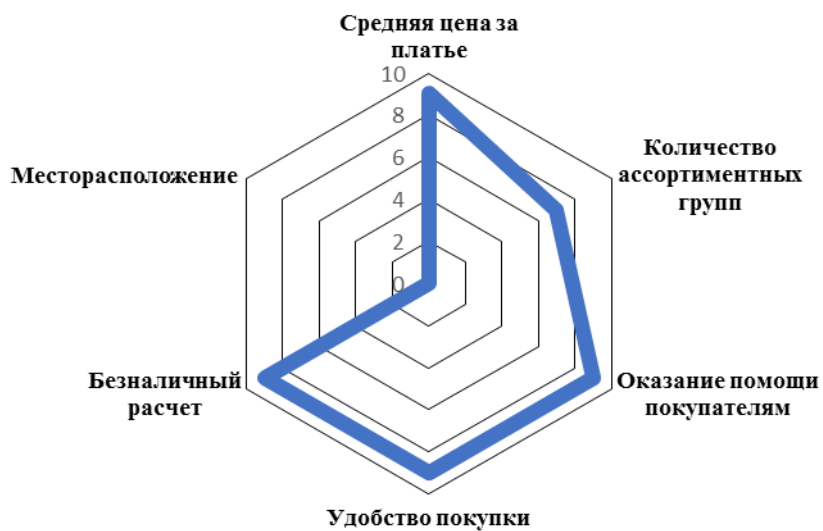 Средняя цена за
платье
10
8
6
4
2
0
Количество
ассортиментных
групп
Месторасположение
Безналичный
расчет
Оказание помощи
покупателям
Удобство покупки